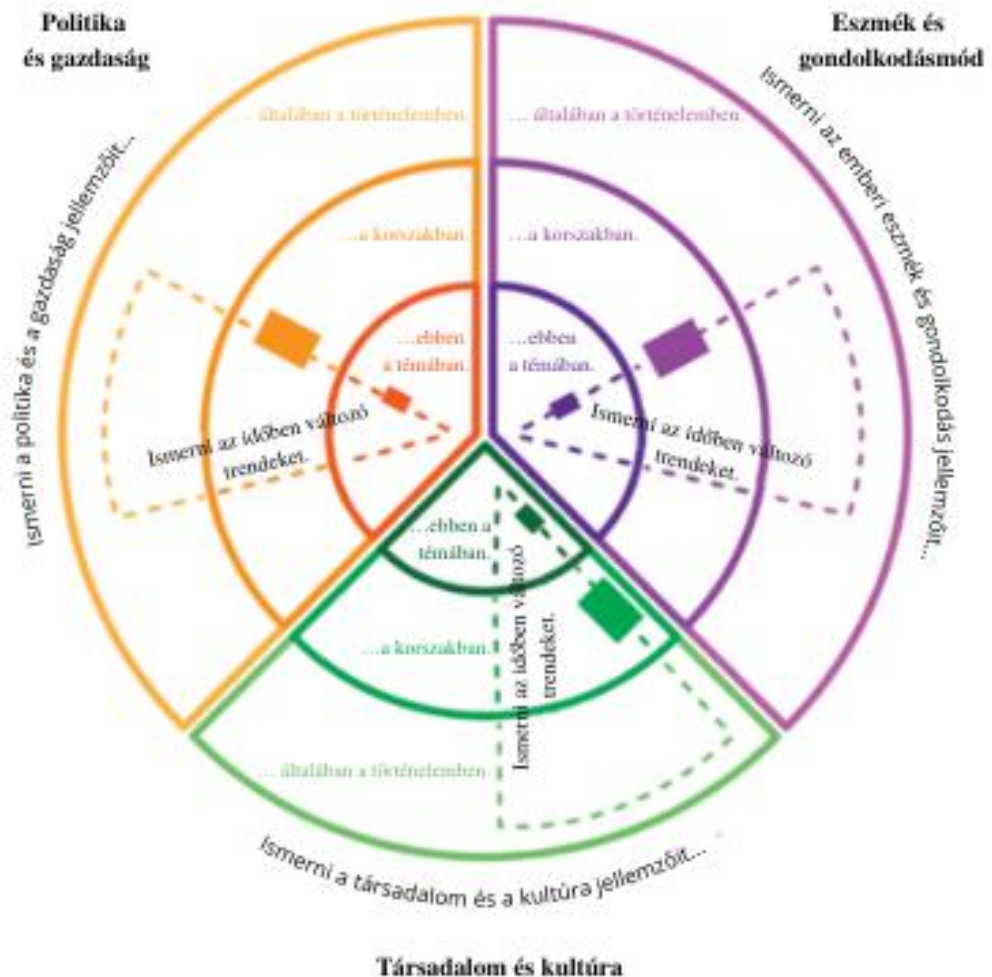 Politika
és gazdaság
Eszmék és
gondolkodásmód
Ismerni a politika és a gazdaság jellemzőit...
Ismerni az emberi eszmék és gondolkodás jellemzőit...
... általában a történelemben.
... általában a történelemben.
...a korszakban.
...a korszakban.
...ebben
a témában.
...ebben
a témában.
Ismerni az időben változó
trendeket.
Ismerni az időben változó
trendeket.
...ebben a
témában.
Ismerni az időben változó
trendeket.
...a korszakban.
... általában a történelemben.
Ismerni a társadalom és a kultúra jellemzőit...
Társadalom és kultúra